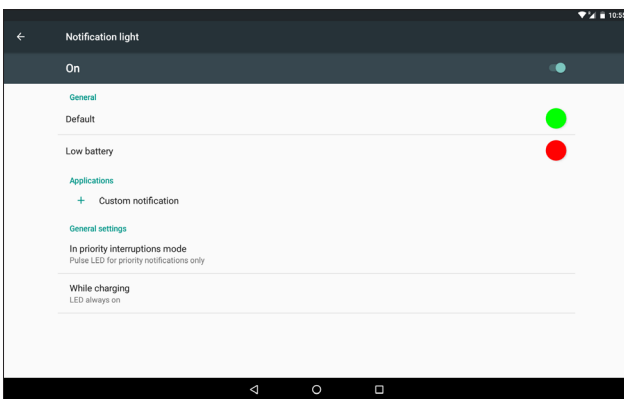 10:55
Notification light
On
General
Default
Low battery
Applications
+ Custom notification
General settings
In priority interruptions mode
Pulse LED for priority notifications only
While charging
LED always on